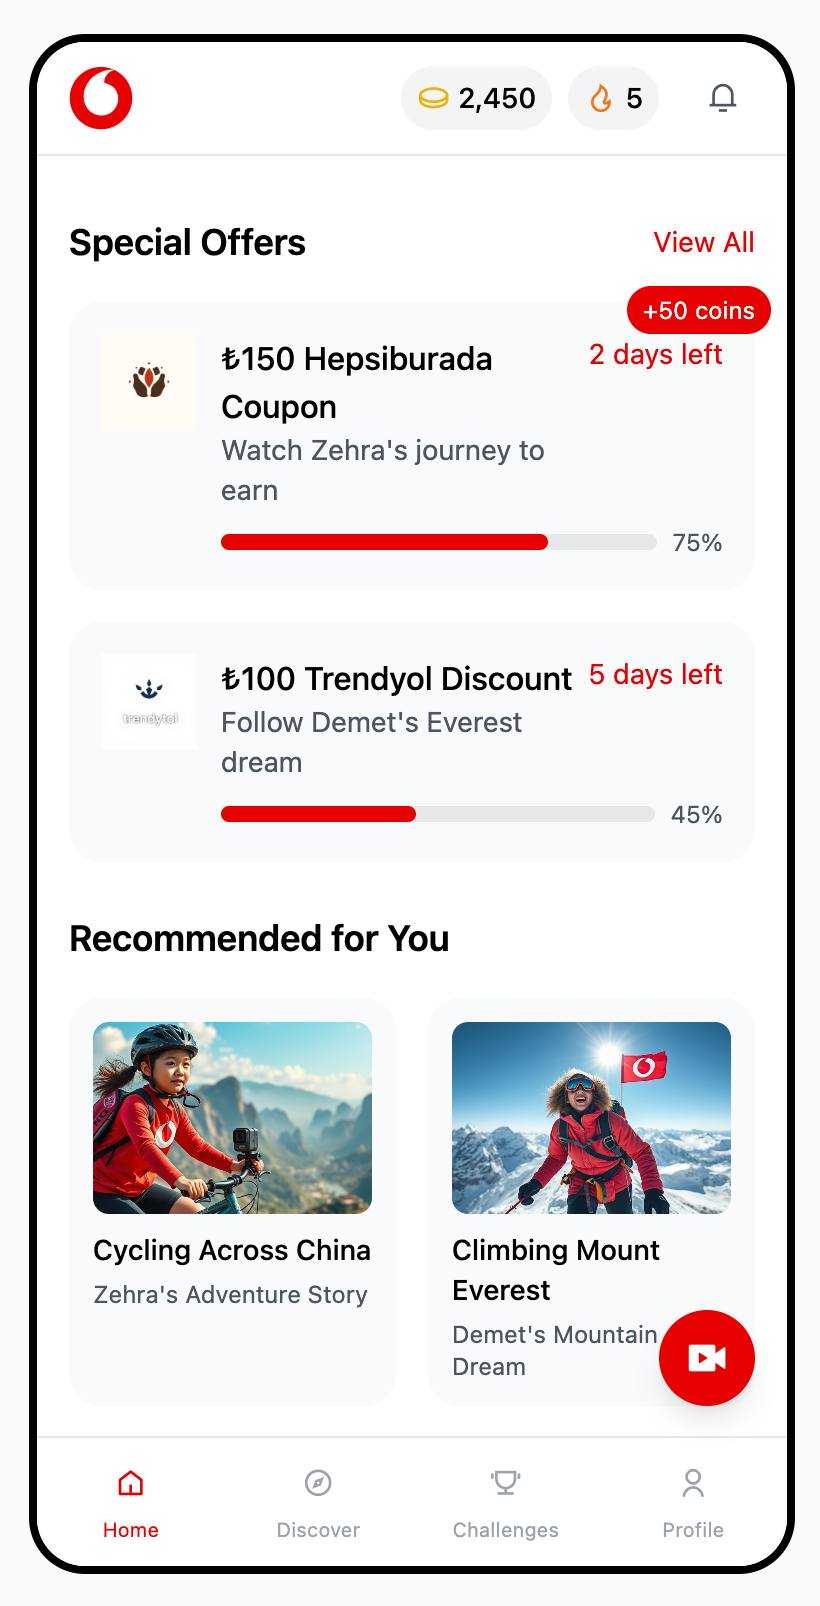 2,450
5
Special Offers
View All
+50 coins
₺150 Hepsiburada
Coupon
2 days left
Watch Zehra's journey to
earn
75%
₺100 Trendyol Discount
5 days left
trendytol
Follow Demet's Everest
dream
45%
Recommended for You
Cycling Across China
Zehra's Adventure Story
Climbing Mount
Everest
Demet's Mountain
Dream
Home
Discover
Challenges
Profile